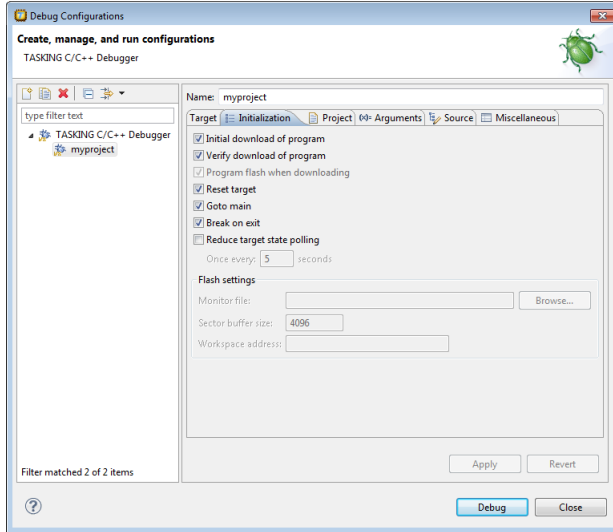 Debug Configurations
Create, manage, and run configurations
TASKING C/C++ Debugger
type filter text
TASKING C/C++ Debugger
myproject
Filter matched 2 of 2 items
Name: myproject
Target Initialization Project (x)= Arguments Source Miscellaneous
Initial download of program
Verify download of program
Program flash when downloading
Reset target
Goto main
Break on exit
Reduce target state polling
Once every: 5 seconds
Flash settings
Monitor file: Browse...
Sector buffer size: 4096
Workspace address:
Apply Revert
? Debug Close